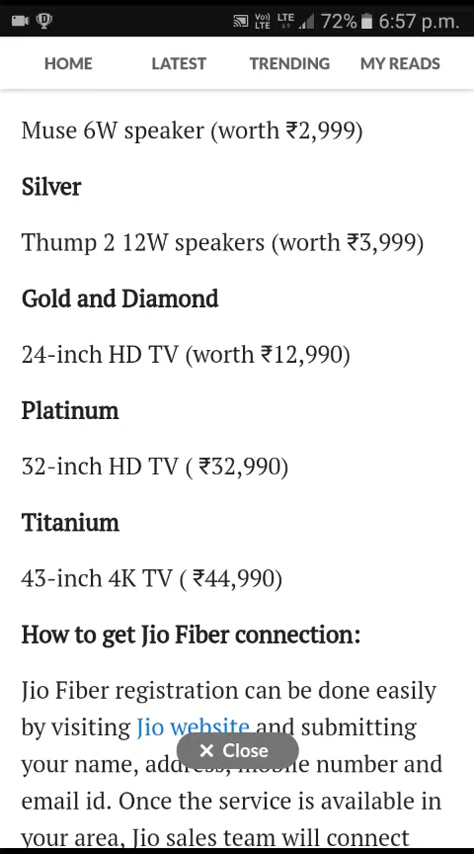 Vo) LTE LTE 72% 6:57 p.m.
HOME LATEST TRENDING MY READS
Muse 6W speaker (worth ₹2,999)
Silver
Thump 2 12W speakers (worth ₹3,999)
Gold and Diamond
24-inch HD TV (worth ₹12,990)
Platinum
32-inch HD TV ( ₹32,990)
Titanium
43-inch 4K TV ( ₹44,990)
How to get Jio Fiber connection:
Jio Fiber registration can be done easily
by visiting Jio website and submitting
× Close
your name, address, mobile number and
email id. Once the service is available in
your area, Jio sales team will connect